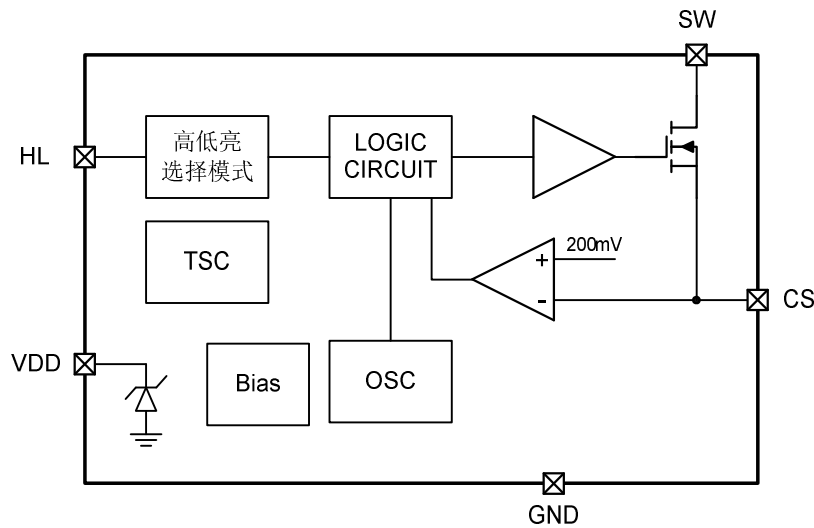 SW
HL
高低亮
选择模式
LOGIC
CIRCUIT
TSC
200mV
+
-
CS
VDD
Bias
OSC
GND